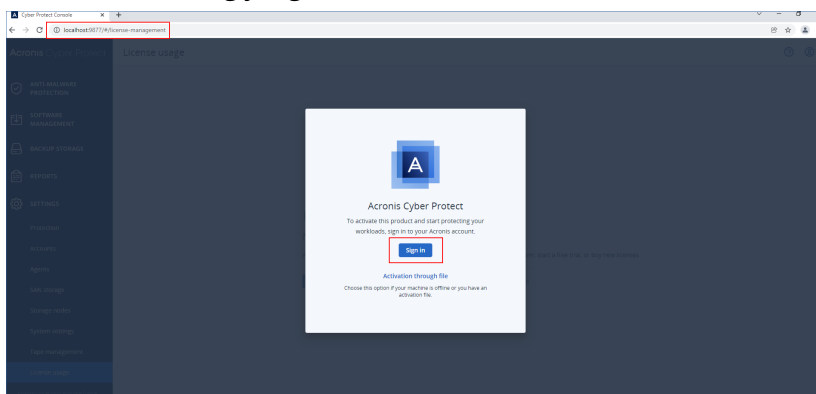 Cyber Protect Console
localhost:9877/#/license-management
Acronis Cyber Protect
License usage
ANTI-MALWARE
PROTECTION
SOFTWARE
MANAGEMENT
BACKUP STORAGE
REPORTS
SETTINGS
Protection
Accounts
Agents
Storage nodes
System settings
Tape management
License usage
Acronis Cyber Protect
To activate this product and start protecting your
workloads, sign in to your Acronis account.
Sign in
Activation through file
Choose this option if your machine is offline or you have an
activation file.